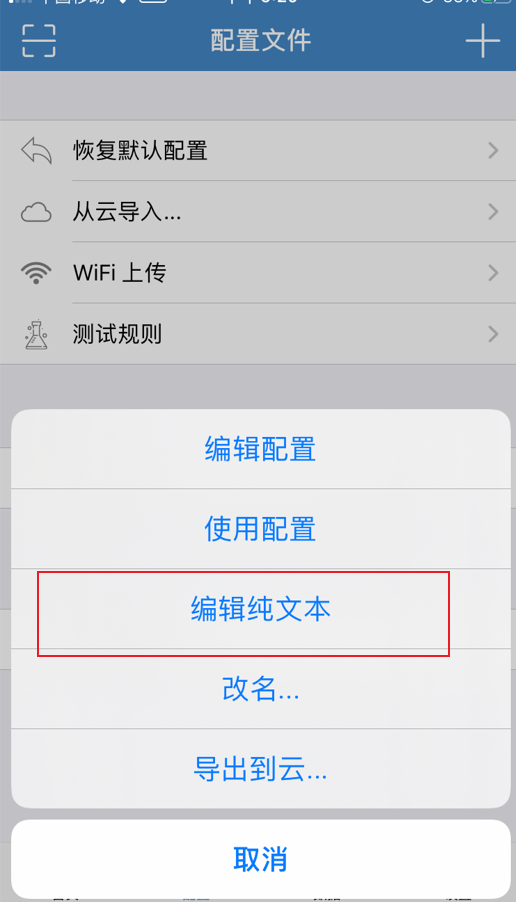 配置文件
恢复默认配置
从云导入...
WiFi 上传
测试规则
编辑配置
使用配置
编辑纯文本
改名...
导出到云...
取消